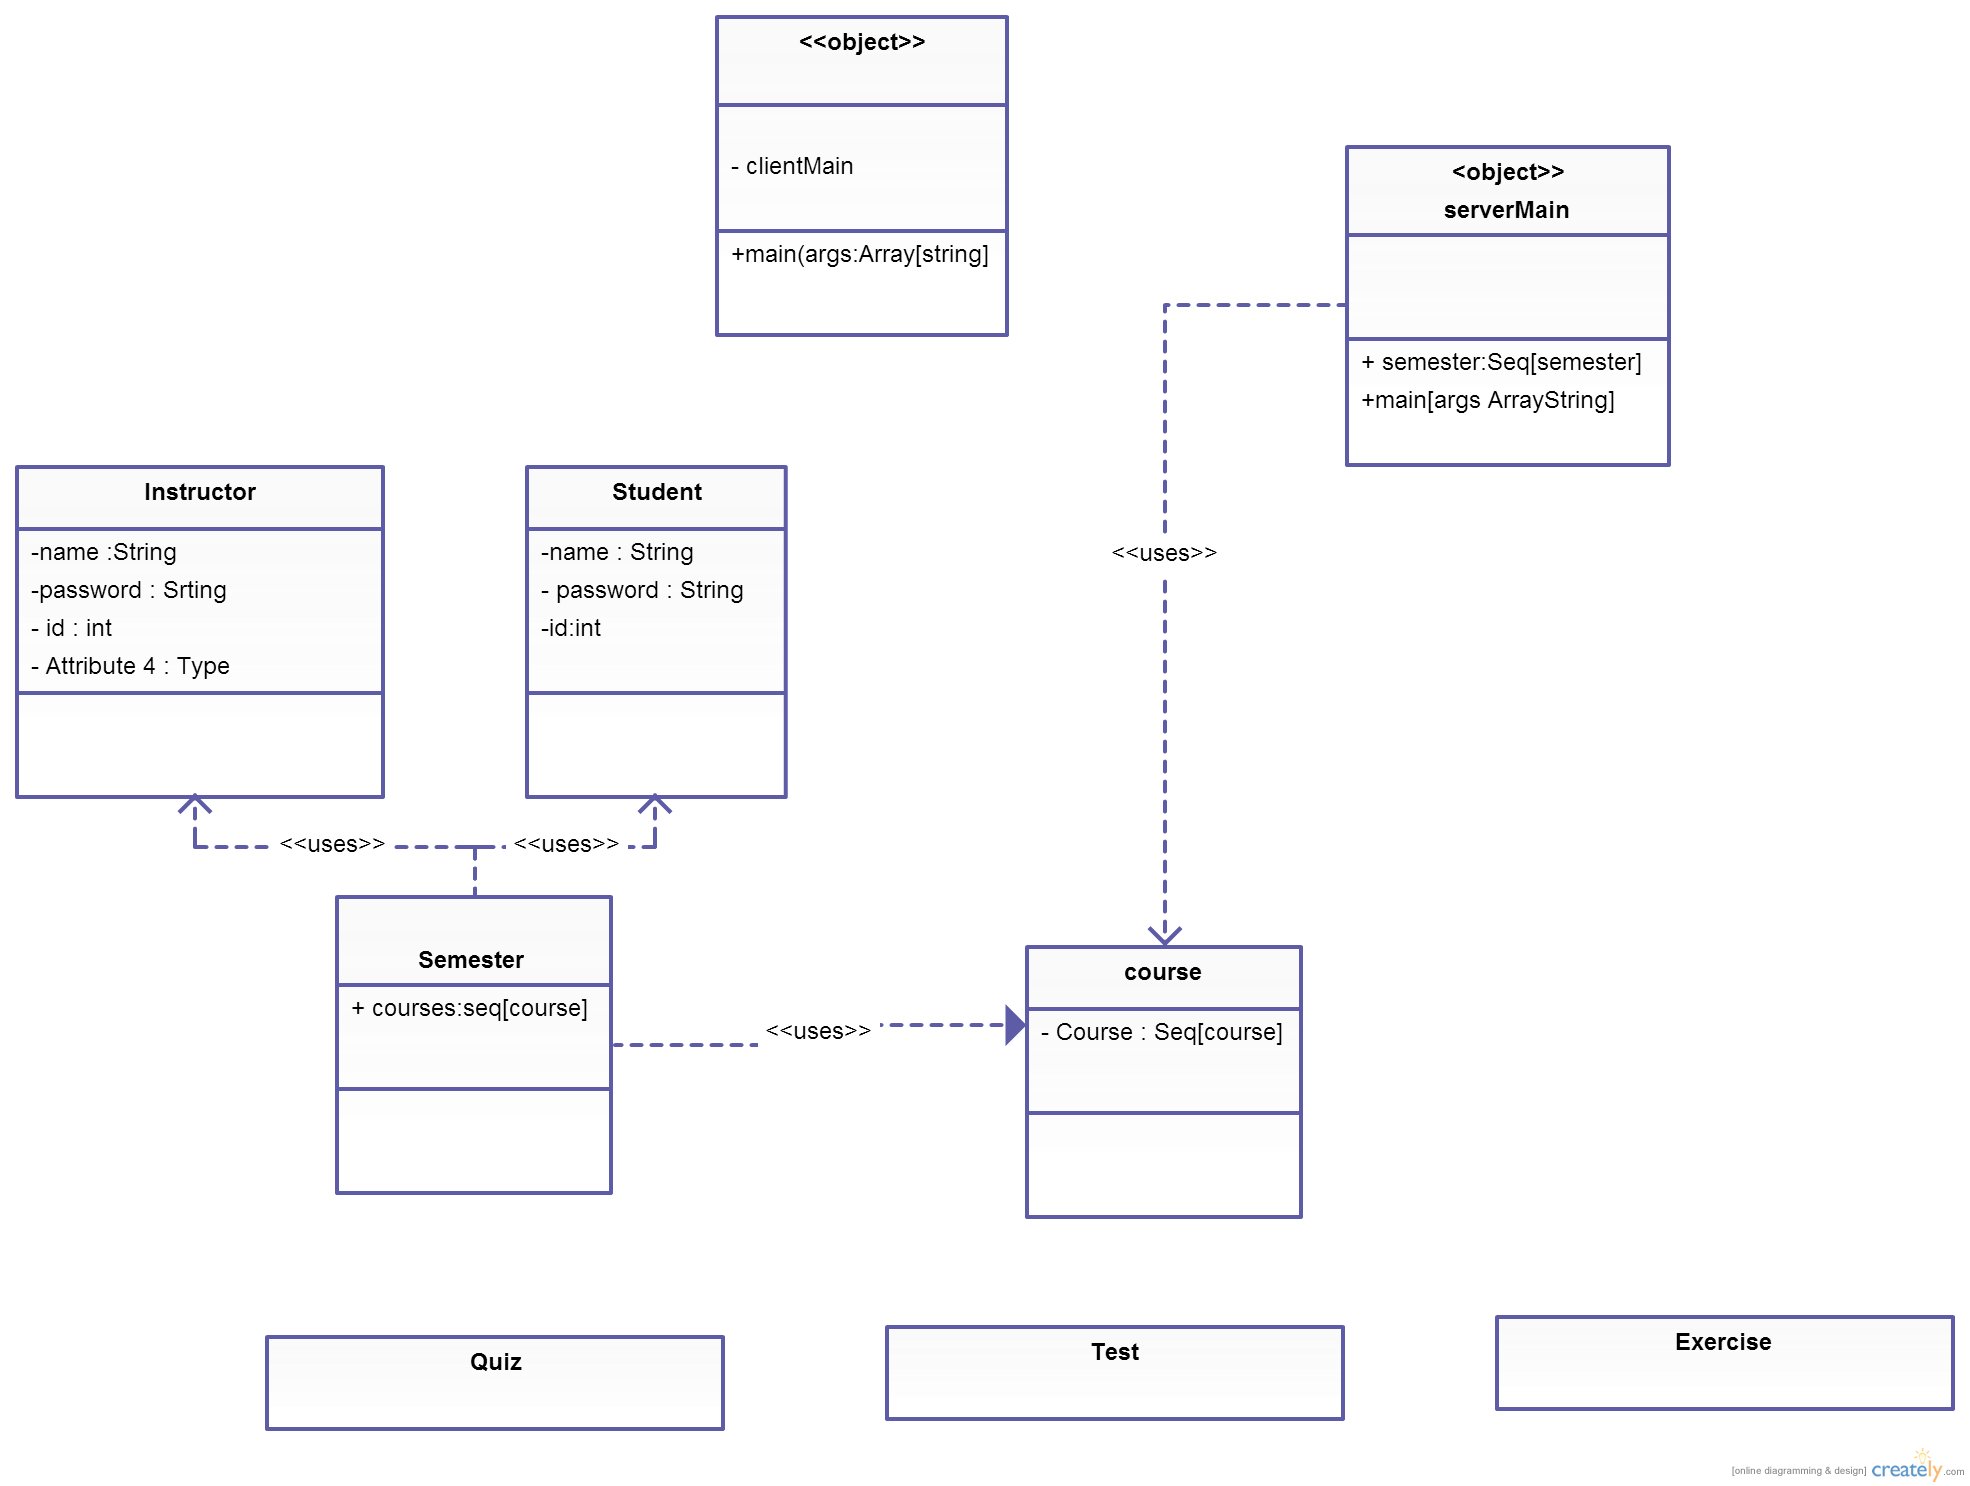 <<object>>
- clientMain
+main(args:Array[string]
<object>>
serverMain
+ semester:Seq[semester]
+main[args ArrayString]
Instructor
-name :String
-password : Srting
- id : int
- Attribute 4 : Type
Student
-name : String
- password : String
-id:int
<<uses>>
<<uses>>
<<uses>>
Semester
+ courses:seq[course]
<<uses>>
course
- Course : Seq[course]
Quiz
Test
Exercise
[online diagramming & design] creately.com